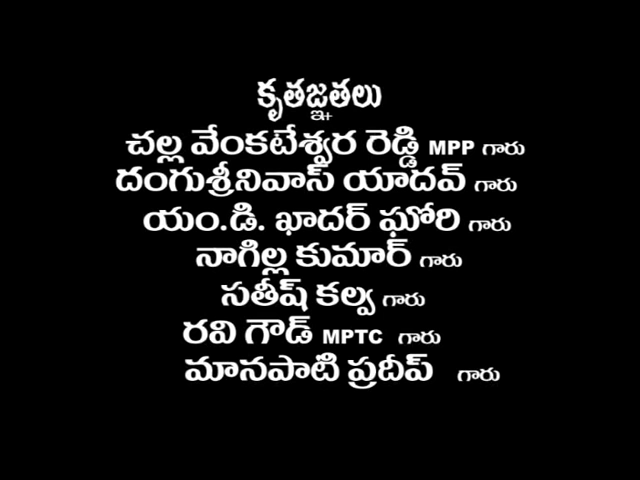 కృతజ్ఞతలు
చల్ల వేంకటేశ్వర రెడ్డి MPP గారు
దంగుశ్రీనివాస్ యాదవ్ గారు
యం.డి. ఖాదర్ ఘోరి గారు
నాగిల్ల కుమార్ గారు
సతీష్ కల్వ గారు
రవి గౌడ్ MPTC గారు
మానపాటి ప్రదీప్ గారు